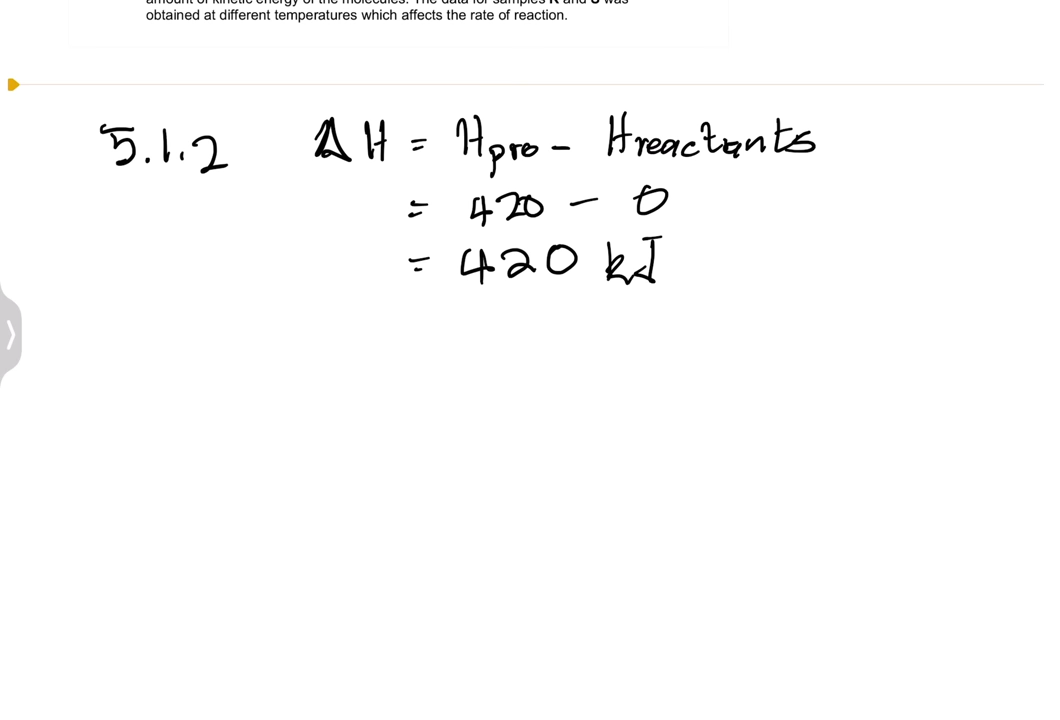 obtained at different temperatures which affects the rate of reaction.
5.1.2 ΔH = Hpro - Hreactants
= 420 - 0
= 420 kJ